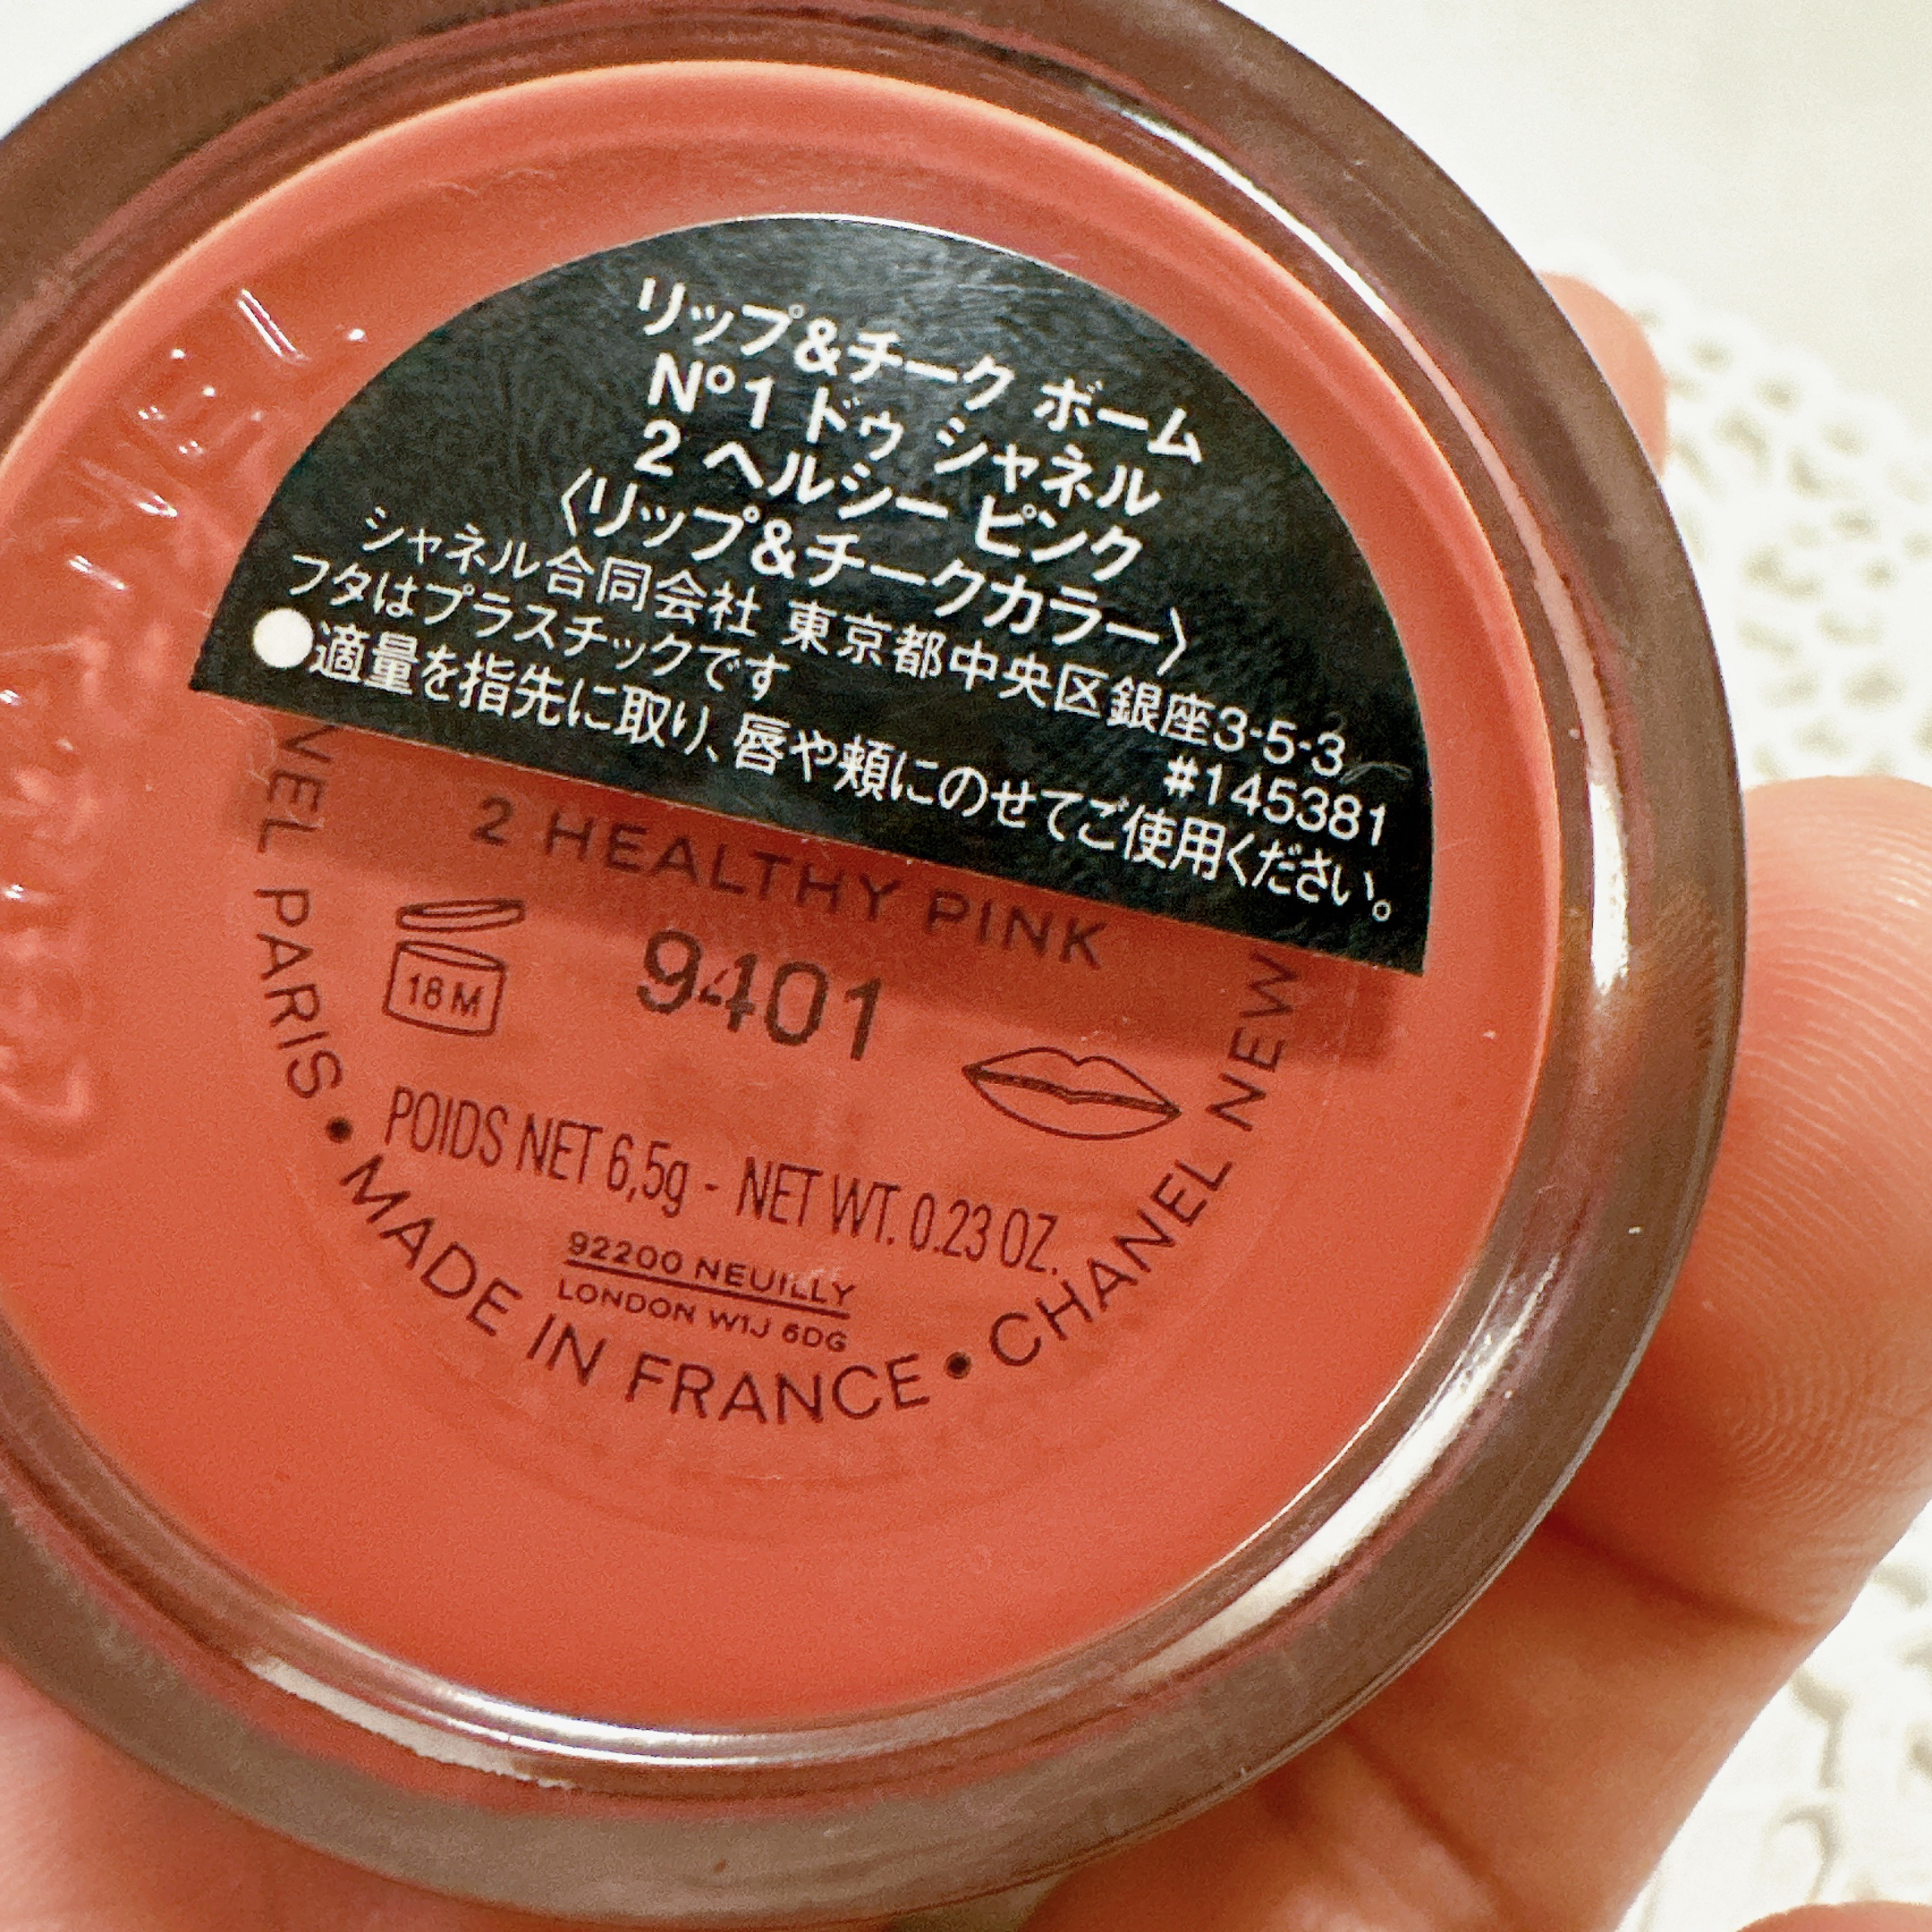 リップ&チーク ボーム
N°1 ドゥ シャネル
2 ヘルシー ピンク
〈リップ&チークカラー〉
シャネル合同会社 東京都中央区銀座3-5-3
フタはプラスチックです #145381
●適量を指先に取り、唇や頬にのせてご使用ください。
2 HEALTHY PINK
18 M
9401
POIDS NET 6,5g - NET WT. 0.23 OZ.
92200 NEUILLY
LONDON W1J 6DG
NEL PARIS • MADE IN FRANCE • CHANEL NEW